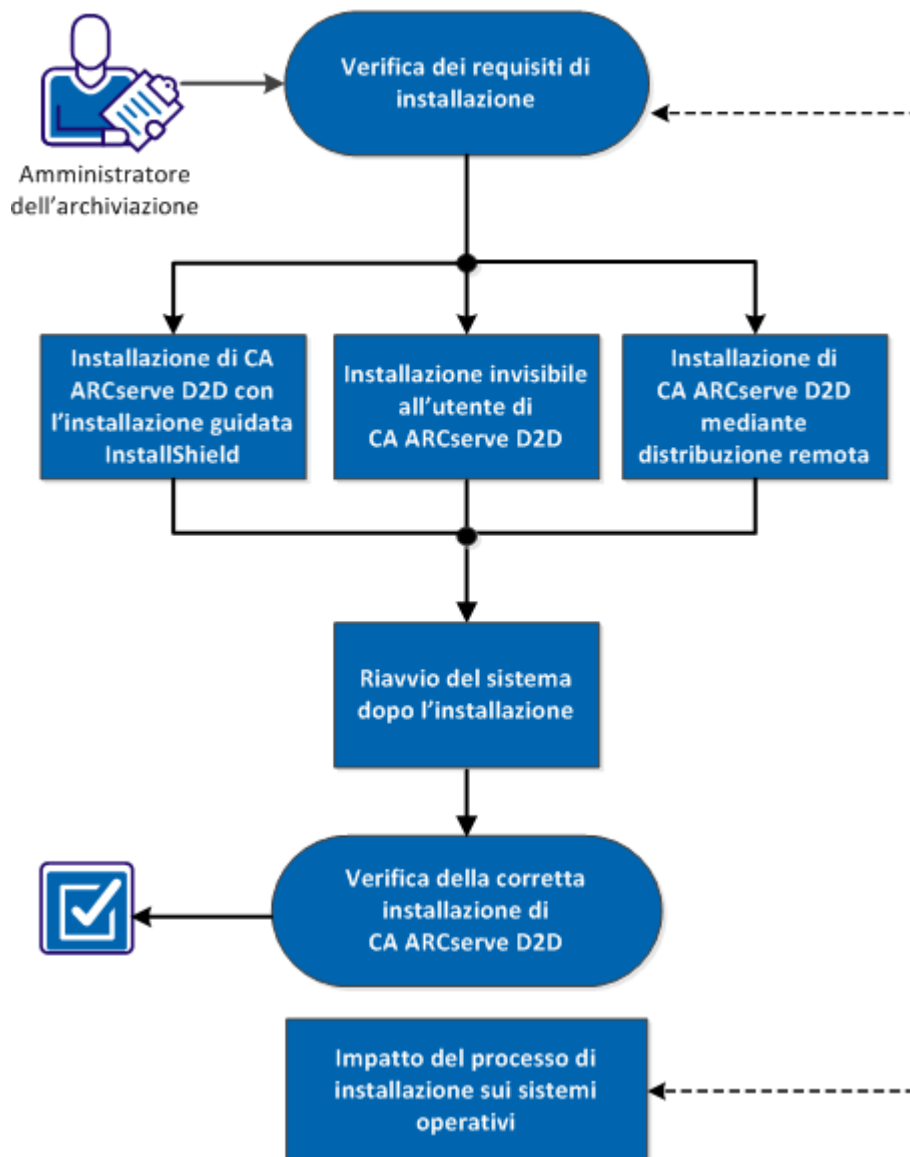 Verifica dei requisiti di
installazione
Amministratore
dell'archiviazione
Installazione di CA
ARCserve D2D con
l'installazione guidata
InstallShield
Installazione invisibile
all'utente di
CA ARCserve D2D
Installazione di
CA ARCserve D2D
mediante
distribuzione remota
Riavvio del sistema
dopo l'installazione
Verifica della corretta
installazione di
CA ARCserve D2D
Impatto del processo di
installazione sui sistemi
operativi